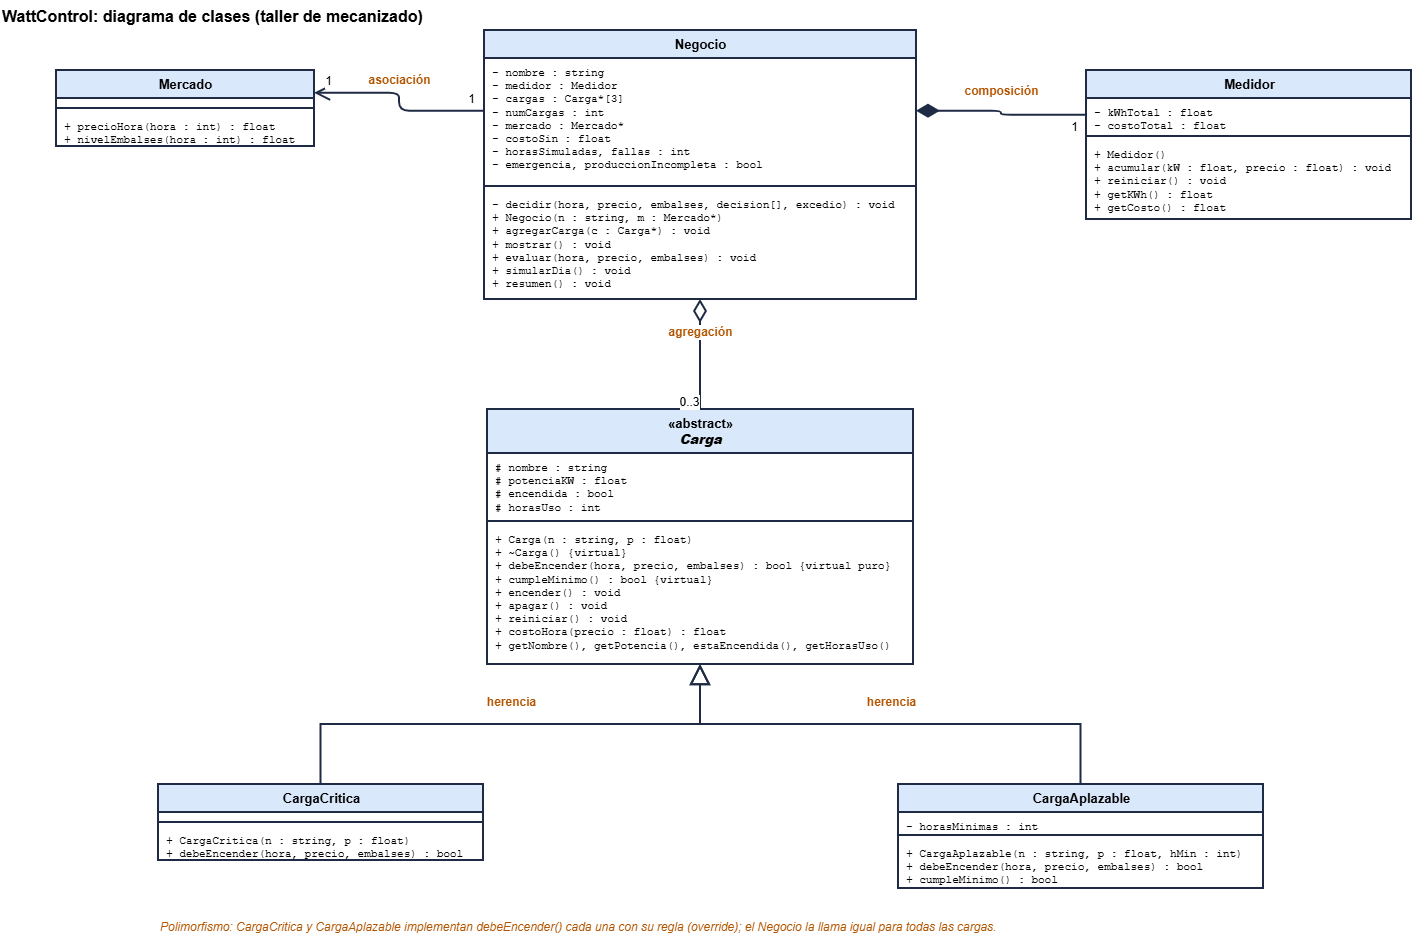 WattControl: diagrama de clases (taller de mecanizado)
Negocio
- nombre : string
- medidor : Medidor
- cargas : Carga*[3]
- numCargas : int
- mercado : Mercado*
- costoSin : float
- horasSimuladas, fallas : int
- emergencia, produccionIncompleta : bool
- decidir(hora, precio, embalses, decision[], excedio) : void
+ Negocio(n : string, m : Mercado*)
+ agregarCarga(c : Carga*) : void
+ mostrar() : void
+ evaluar(hora, precio, embalses) : void
+ simularDia() : void
+ resumen() : void
Mercado
+ precioHora(hora : int) : float
+ nivelEmbalses(hora : int) : float
1
asociación
1
composición
1
Medidor
- kWhTotal : float
- costoTotal : float
+ Medidor()
+ acumular(kW : float, precio : float) : void
+ reiniciar() : void
+ getKWh() : float
+ getCosto() : float
agregación
0..3
«abstract»
Carga
# nombre : string
# potenciaKW : float
# encendida : bool
# horasUso : int
+ Carga(n : string, p : float)
+ ~Carga() {virtual}
+ debeEncender(hora, precio, embalses) : bool {virtual puro}
+ cumpleMinimo() : bool {virtual}
+ encender() : void
+ apagar() : void
+ reiniciar() : void
+ costoHora(precio : float) : float
+ getNombre(), getPotencia(), estaEncendida(), getHorasUso()
herencia
herencia
CargaCritica
+ CargaCritica(n : string, p : float)
+ debeEncender(hora, precio, embalses) : bool
CargaAplazable
- horasMinimas : int
+ CargaAplazable(n : string, p : float, hMin : int)
+ debeEncender(hora, precio, embalses) : bool
+ cumpleMinimo() : bool
Polimorfismo: CargaCritica y CargaAplazable implementan debeEncender() cada una con su regla (override); el Negocio la llama igual para todas las cargas.